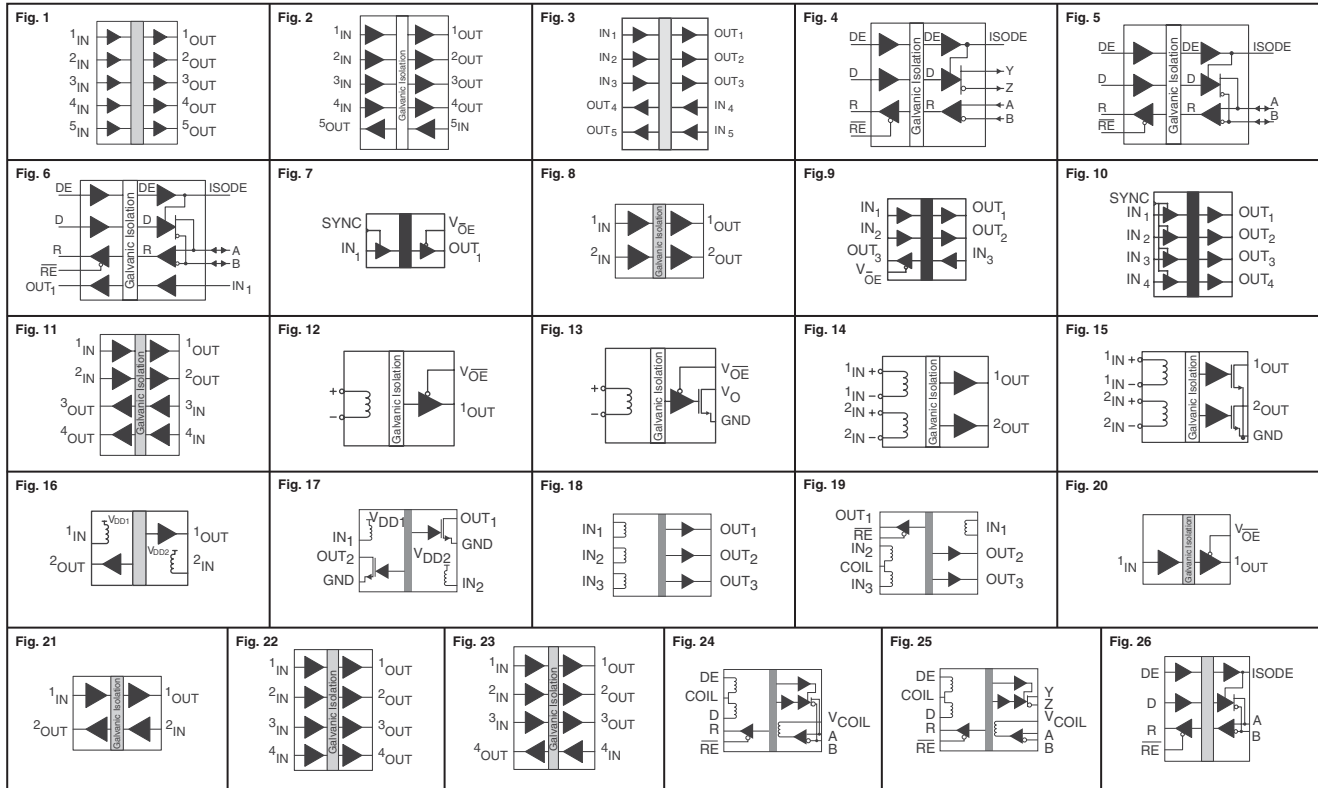 Fig. 1
1IN 1OUT
2IN 2OUT
3IN 3OUT
4IN 4OUT
5IN 5OUT
Fig. 2
1IN 1OUT
2IN 2OUT
3IN 3OUT
4IN 4OUT
5OUT 5IN
Galvanic Isolation
Fig. 3
IN1 OUT1
IN2 OUT2
IN3 OUT3
OUT4 IN4
OUT5 IN5
Fig. 4
DE DE ISODE
D D Y
Z
R R A
B
RE
Galvanic Isolation
Fig. 5
DE DE ISODE
D D
R R A
B
RE
Galvanic Isolation
Fig. 6
DE DE ISODE
D D
R R A
B
RE
OUT1 IN1
Galvanic Isolation
Fig. 7
SYNC VOE
IN1 OUT1
Fig. 8
1IN 1OUT
2IN 2OUT
Galvanic Isolation
Fig.9
IN1 OUT1
IN2 OUT2
OUT3 IN3
VOE
Fig. 10
SYNC
IN1 OUT1
IN2 OUT2
IN3 OUT3
IN4 OUT4
Fig. 11
1IN 1OUT
2IN 2OUT
3OUT 3IN
4OUT 4IN
Galvanic Isolation
Fig. 12
+ VOE
– 1OUT
Galvanic Isolation
Fig. 13
+ VOE
VO
– GND
Galvanic Isolation
Fig. 14
1IN + 1OUT
1IN -
2IN +
2IN - 2OUT
Galvanic Isolation
Fig. 15
1IN + 1OUT
1IN -
2IN + 2OUT
2IN - GND
Galvanic Isolation
Fig. 16
1IN VDD1 1OUT
2OUT VDD2 2IN
Fig. 17
VDD1 OUT1
IN1 GND
OUT2 VDD2
GND IN2
Fig. 18
IN1 OUT1
IN2 OUT2
IN3 OUT3
Fig. 19
OUT1 IN1
RE
IN2 OUT2
COIL
IN3 OUT3
Fig. 20
VOE
1IN 1OUT
Galvanic Isolation
Fig. 21
1IN 1OUT
2OUT 2IN
Galvanic Isolation
Fig. 22
1IN 1OUT
2IN 2OUT
3IN 3OUT
4IN 4OUT
Galvanic Isolation
Fig. 23
1IN 1OUT
2IN 2OUT
3IN 3OUT
4OUT 4IN
Galvanic Isolation
Fig. 24
DE
COIL
D
R VCOIL
A
RE B
Fig. 25
DE
COIL Y
Z
D
R VCOIL
A
RE B
Fig. 26
DE ISODE
D
R A
B
RE